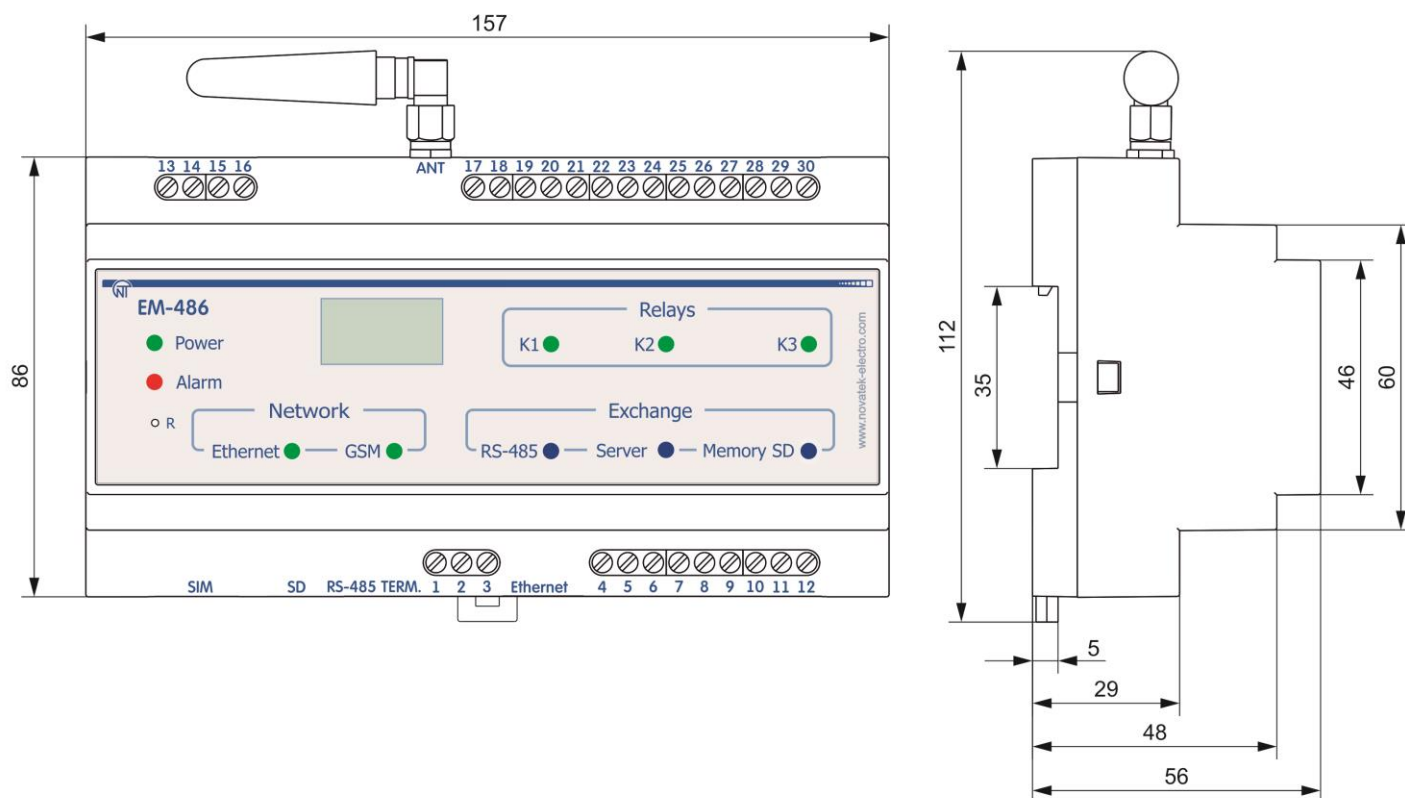 157
13 14 15 16 ANT 17 18 19 20 21 22 23 24 25 26 27 28 29 30
NT
EM-486
Power
Alarm
R
Relays
K1 K2 K3
Network
Ethernet GSM
Exchange
RS-485 Server Memory SD
www.novatek-electro.com
86
SIM SD RS-485 TERM. 1 2 3 Ethernet 4 5 6 7 8 9 10 11 12
112
35
46
60
5
29
48
56